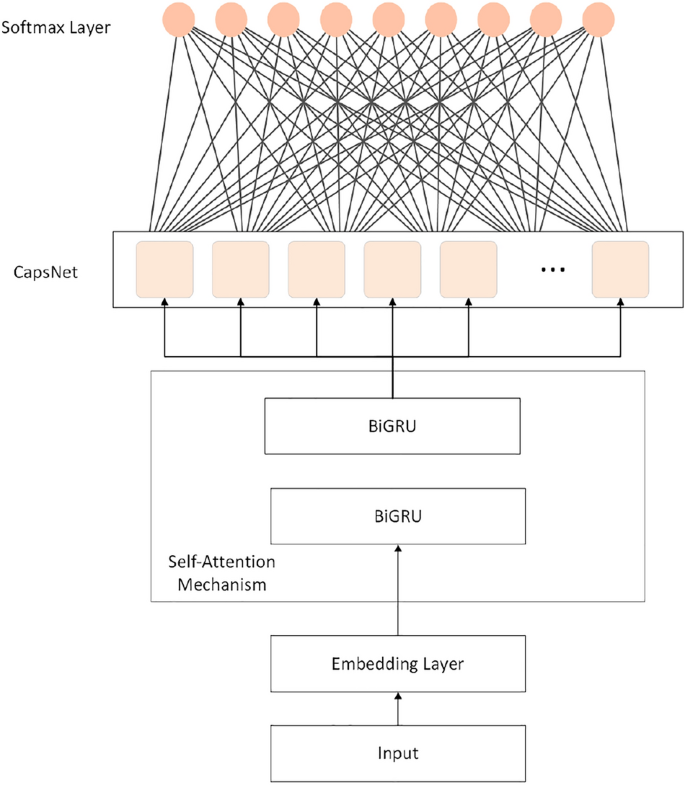 Softmax Layer
CapsNet
...
BiGRU
BiGRU
Self-Attention
Mechanism
Embedding Layer
Input